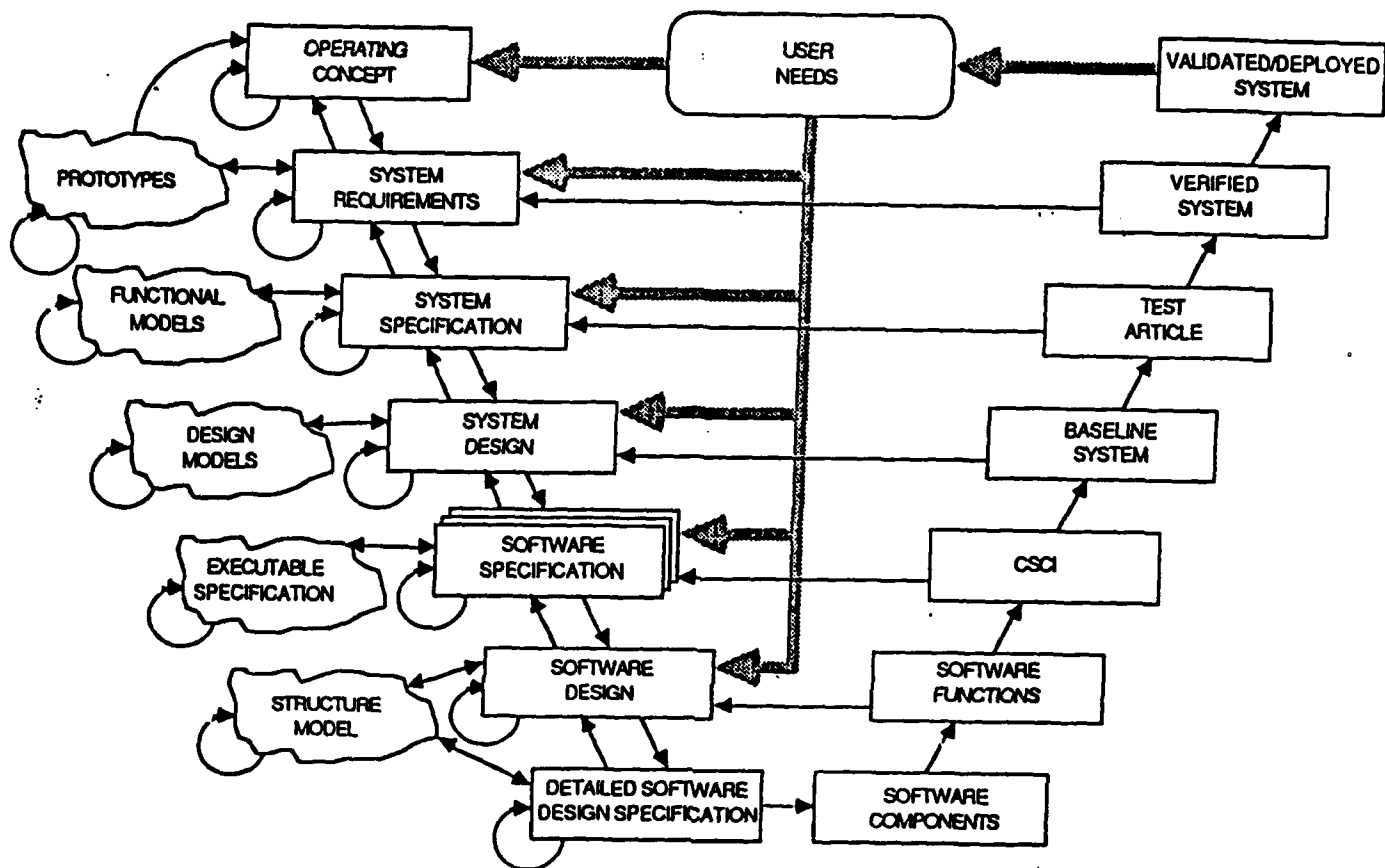 OPERATING
CONCEPT
USER
NEEDS
VALIDATED/DEPLOYED
SYSTEM
PROTOTYPES
SYSTEM
REQUIREMENTS
VERIFIED
SYSTEM
FUNCTIONAL
MODELS
SYSTEM
SPECIFICATION
TEST
ARTICLE
DESIGN
MODELS
SYSTEM
DESIGN
BASELINE
SYSTEM
EXECUTABLE
SPECIFICATION
SOFTWARE
SPECIFICATION
CSCI
STRUCTURE
MODEL
SOFTWARE
DESIGN
SOFTWARE
FUNCTIONS
DETAILED SOFTWARE
DESIGN SPECIFICATION
SOFTWARE
COMPONENTS